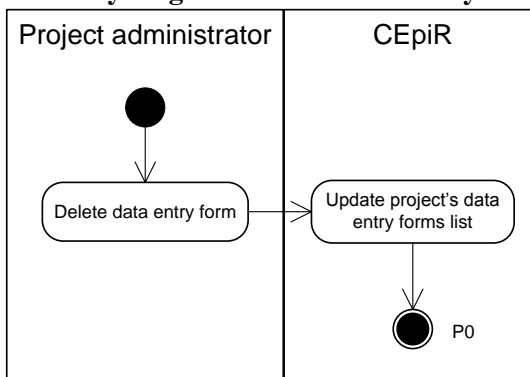 Project administrator
CEpiR
Delete data entry form
Update project's data
entry forms list
P0